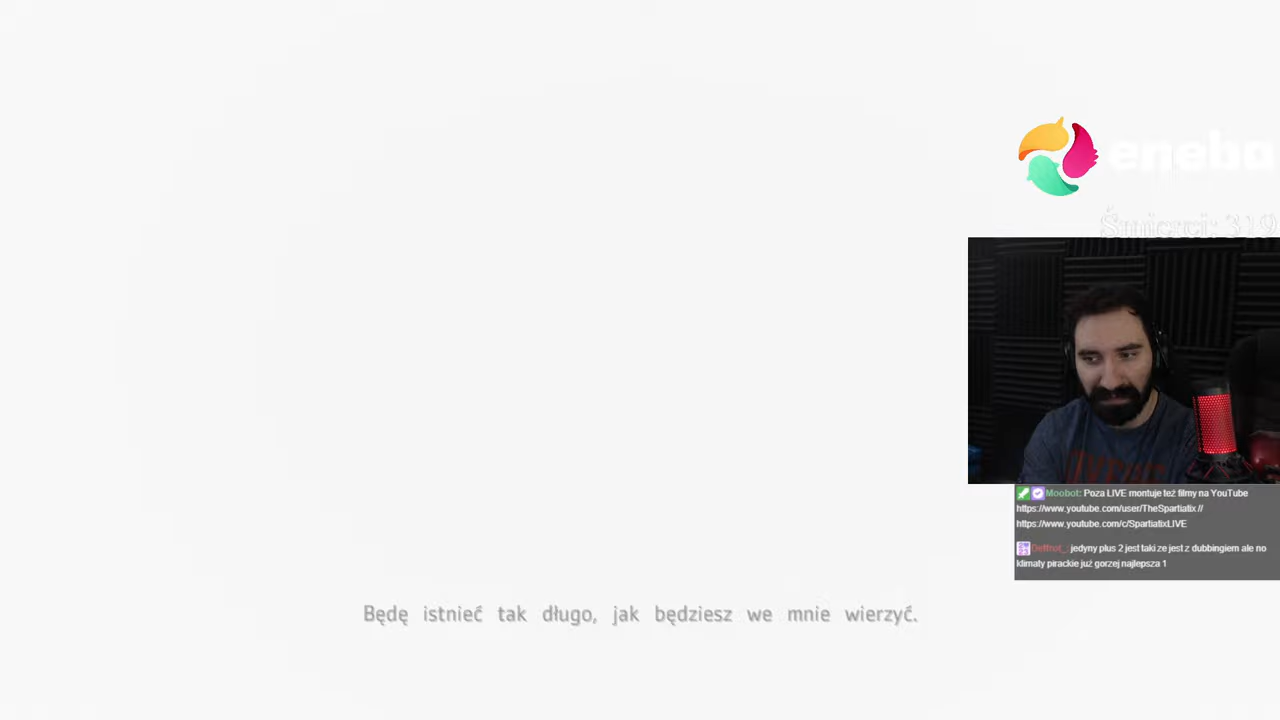 eneba
Śmierci: 319
Moobot: Poza LIVE montuje też filmy na YouTube
https://www.youtube.com/user/TheSpartiatix //
https://www.youtube.com/c/SpartiatixLIVE
jedyny plus 2 jest taki ze jest z dubbingiem ale no
klimaty pirackie już gorzej najlepsza 1
Będę istnieć tak długo, jak będziesz we mnie wierzyć.